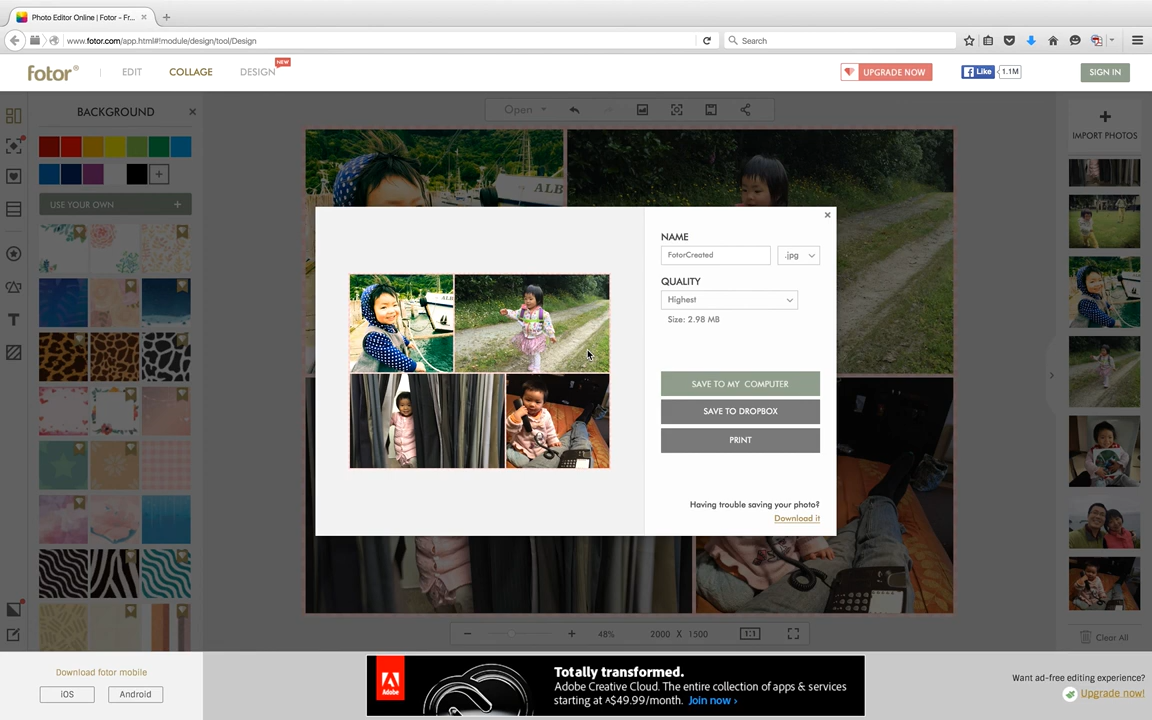 Photo Editor Online | Fotor - Fr...
www.fotor.com/app.html#!module/design/tool/Design
Search
fotor®
EDIT
COLLAGE
DESIGN
NEW
UPGRADE NOW
Like
1.1M
SIGN IN
BACKGROUND
Open
IMPORT PHOTOS
USE YOUR OWN
ALB
NAME
FotorCreated
.jpg
QUALITY
Highest
Size: 2.98 MB
SAVE TO MY COMPUTER
SAVE TO DROPBOX
PRINT
Having trouble saving your photo?
Download it
48%
2000 X 1500
1:1
Clear All
Download fotor mobile
iOS
Android
Adobe
Totally transformed.
Adobe Creative Cloud. The entire collection of apps & services
starting at ^$49.99/month. Join now ›
Want ad-free editing experience?
Upgrade now!